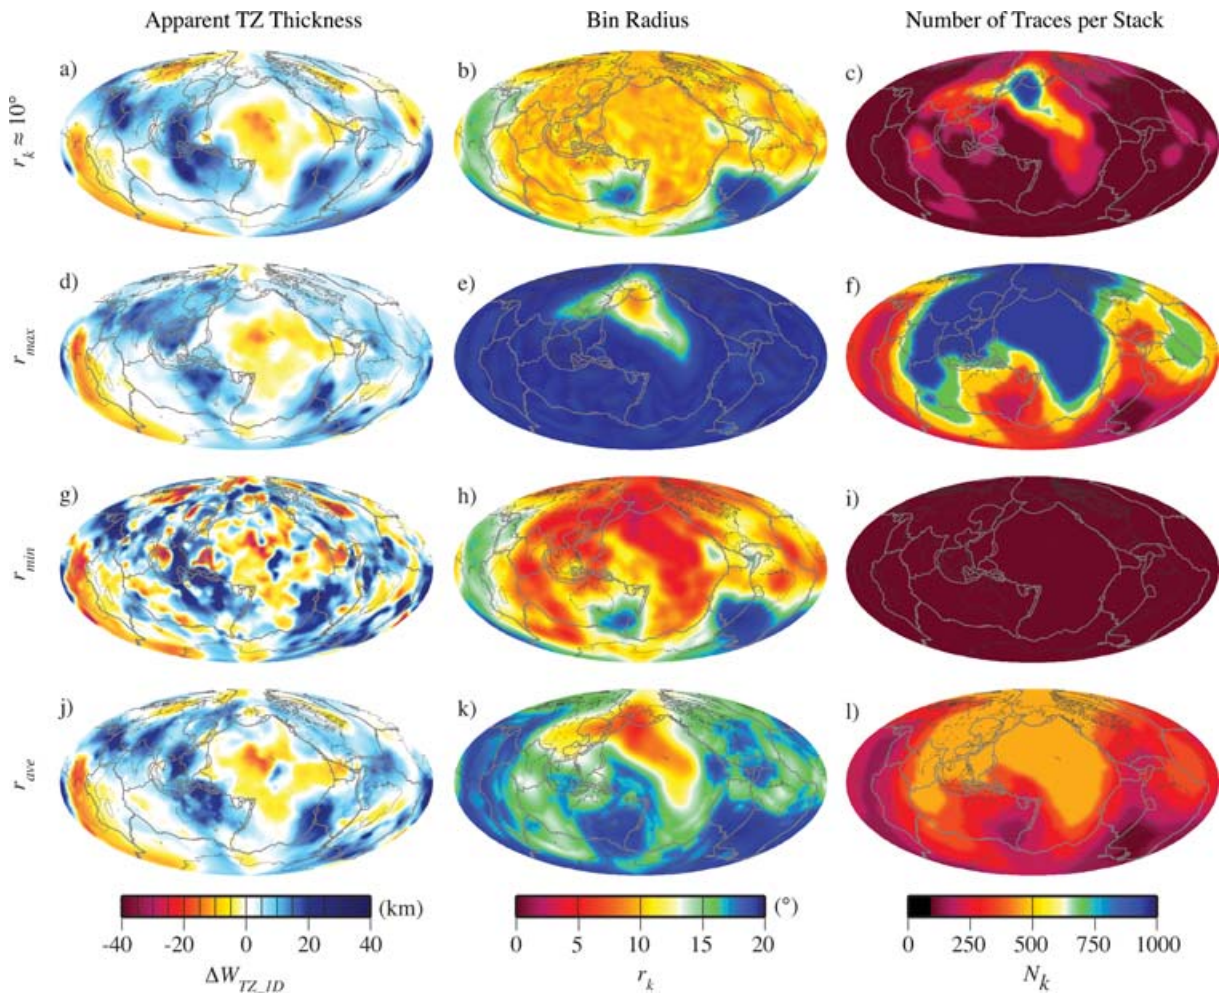 Apparent TZ Thickness Bin Radius Number of Traces per Stack
a) b) c)
r_k ≈ 10°
d) e) f)
r_max
g) h) i)
r_min
j) k) l)
r_ave
(km) (°)
-40 -20 0 20 40 0 5 10 15 20 0 250 500 750 1000
ΔW_TZ_1D r_k N_k